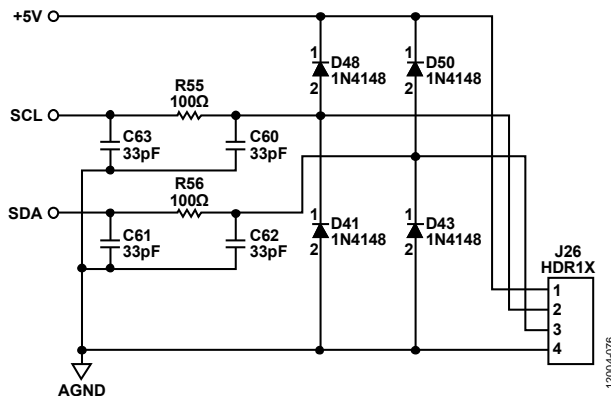 +5V
1
D48
1N4148
2
1
D50
1N4148
2
R55
100Ω
SCL
C63
33pF
C60
33pF
R56
100Ω
SDA
C61
33pF
C62
33pF
1
D41
1N4148
2
1
D43
1N4148
2
J26
HDR1X
1
2
3
4
AGND
12004-076